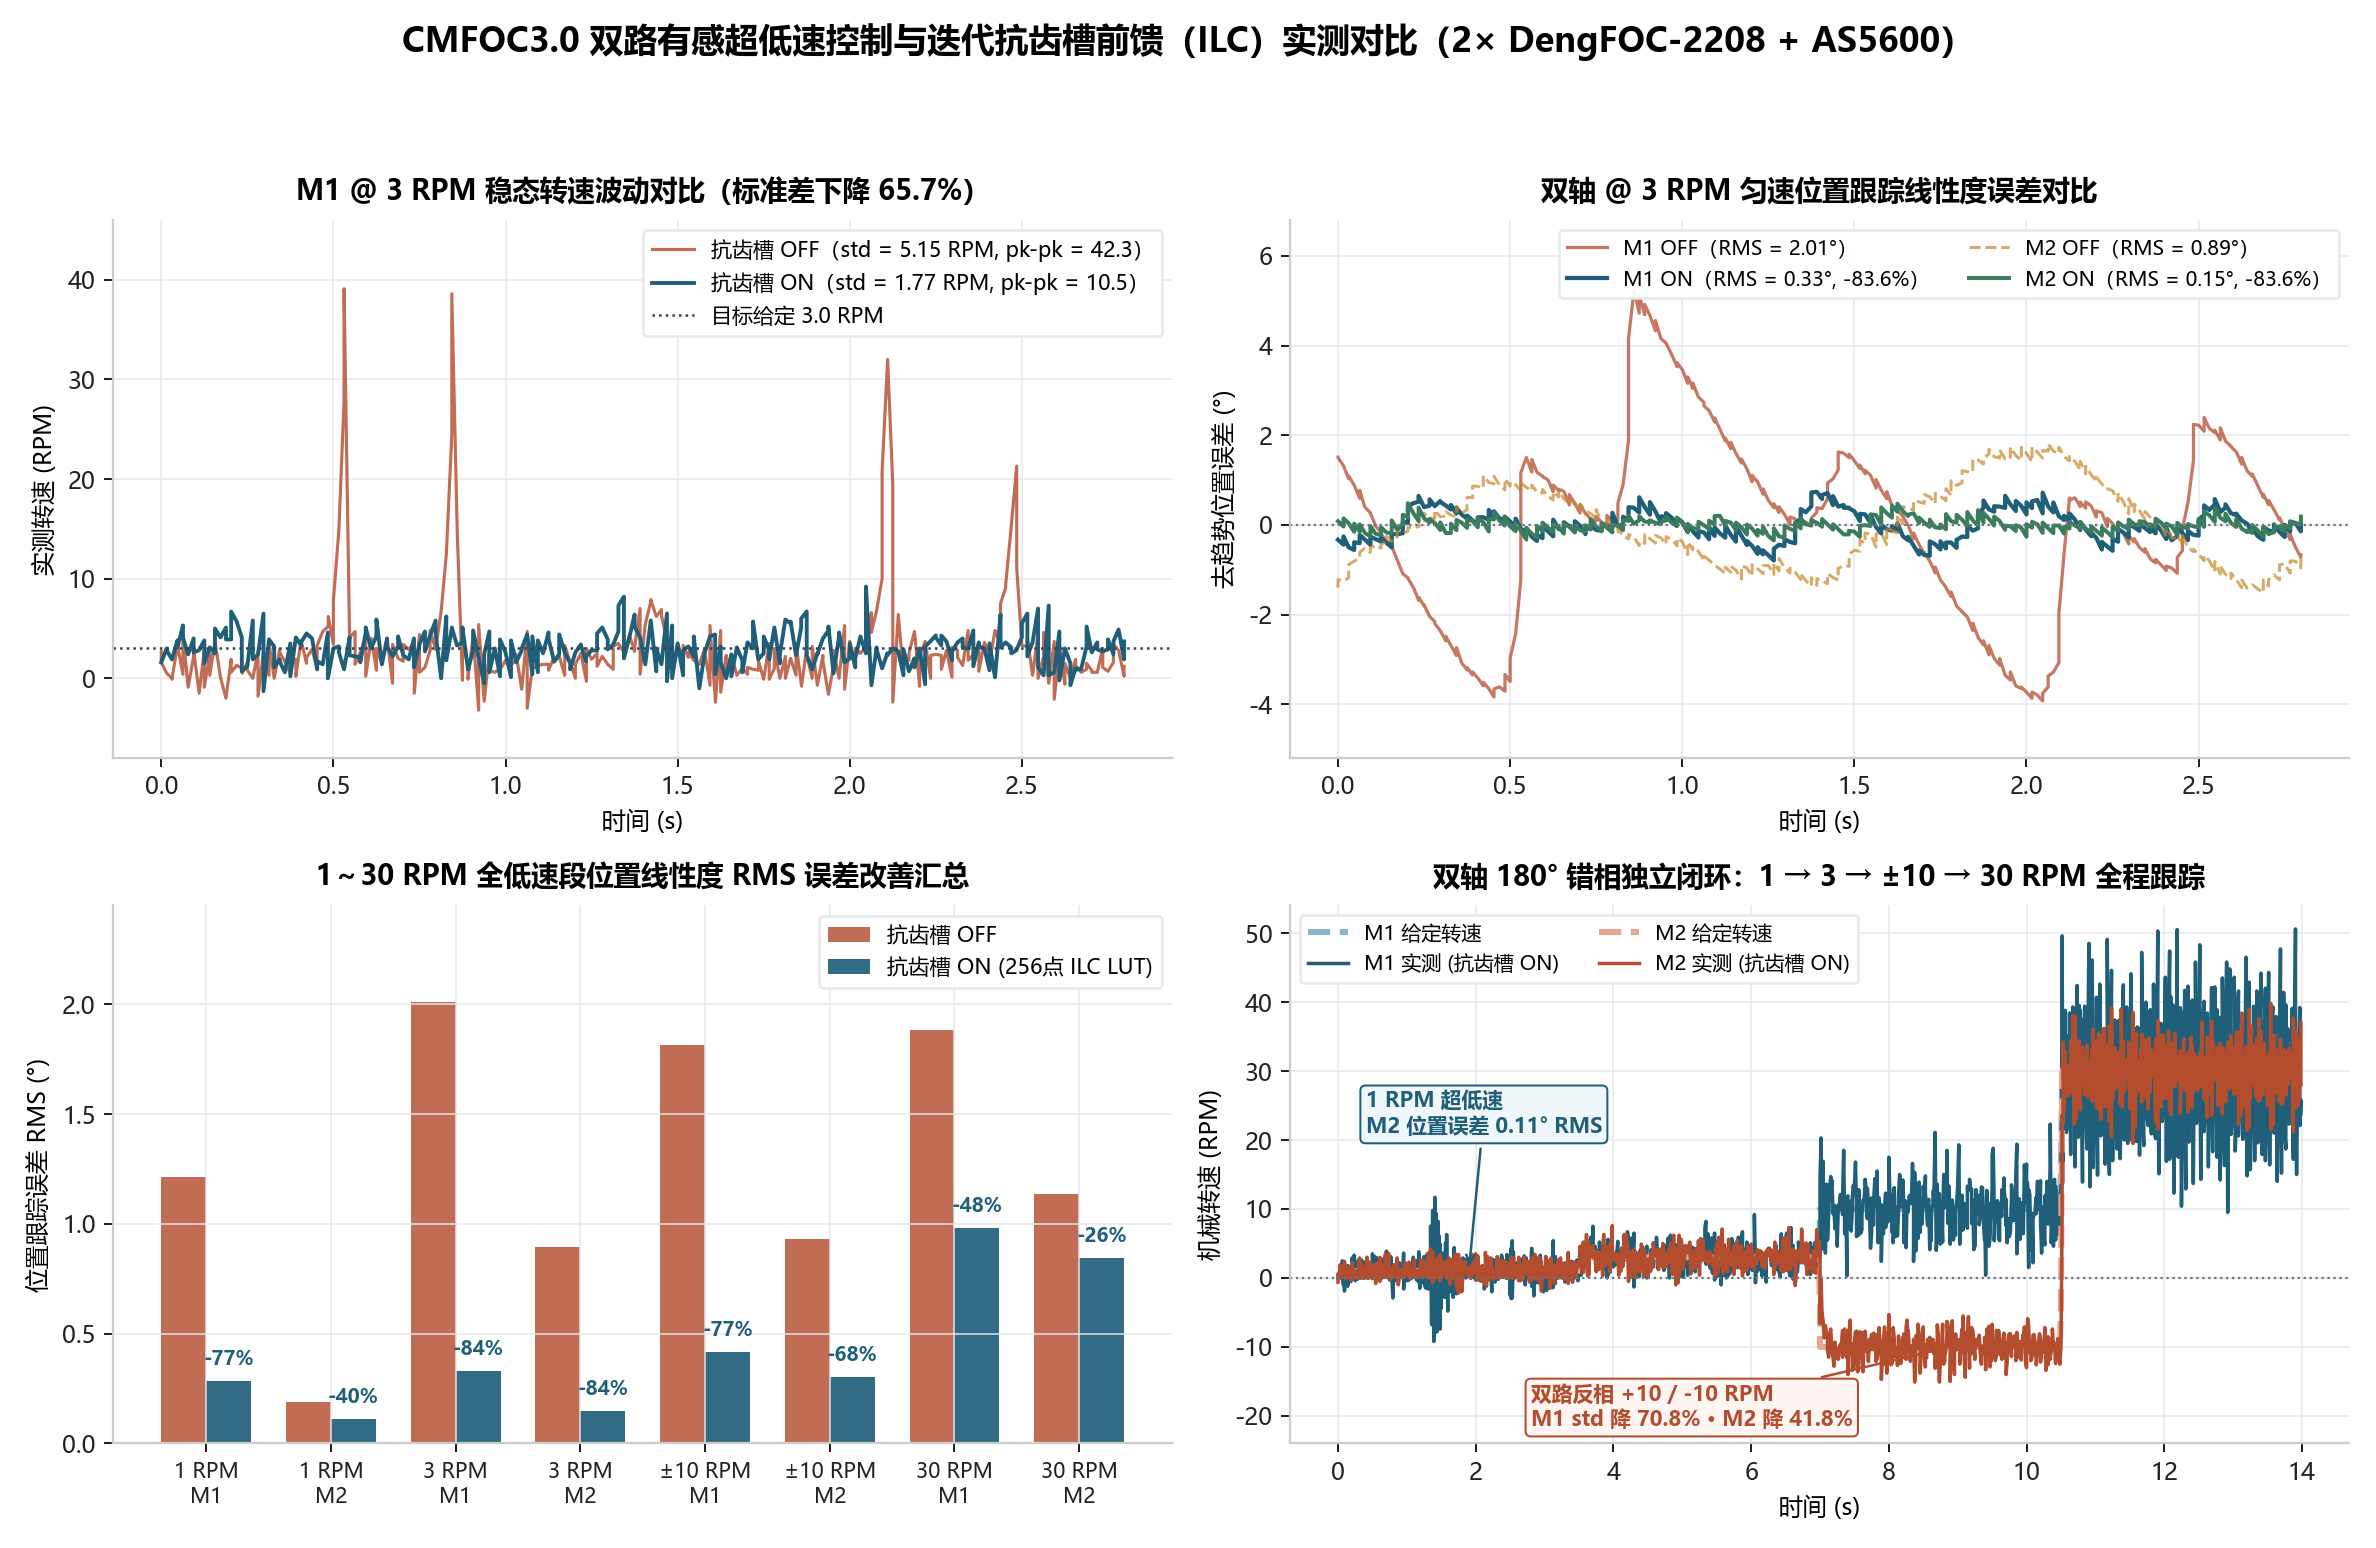 CMFOC3.0 双路有感超低速控制与迭代抗齿槽前馈（ILC）实测对比（2× DengFOC-2208 + AS5600）
M1 @ 3 RPM 稳态转速波动对比（标准差下降 65.7%）
抗齿槽 OFF（std = 5.15 RPM, pk-pk = 42.3）
抗齿槽 ON（std = 1.77 RPM, pk-pk = 10.5）
目标给定 3.0 RPM
实测转速 (RPM)
40
30
20
10
0
0.0 0.5 1.0 1.5 2.0 2.5
时间 (s)
双轴 @ 3 RPM 匀速位置跟踪线性度误差对比
M1 OFF（RMS = 2.01°） M2 OFF（RMS = 0.89°）
M1 ON（RMS = 0.33°, -83.6%） M2 ON（RMS = 0.15°, -83.6%）
去趋势位置误差 (°)
6
4
2
0
-2
-4
0.0 0.5 1.0 1.5 2.0 2.5
时间 (s)
1～30 RPM 全低速段位置线性度 RMS 误差改善汇总
抗齿槽 OFF
抗齿槽 ON (256点 ILC LUT)
位置跟踪误差 RMS (°)
2.0
1.5
1.0
0.5
0.0
-77% -40% -84% -84% -77% -68% -48% -26%
1 RPM 1 RPM 3 RPM 3 RPM ±10 RPM ±10 RPM 30 RPM 30 RPM
M1 M2 M1 M2 M1 M2 M1 M2
双轴 180° 错相独立闭环：1 → 3 → ±10 → 30 RPM 全程跟踪
M1 给定转速 M2 给定转速
M1 实测 (抗齿槽 ON) M2 实测 (抗齿槽 ON)
机械转速 (RPM)
50
40
30
20
10
0
-10
-20
1 RPM 超低速
M2 位置误差 0.11° RMS
双路反相 +10 / -10 RPM
M1 std 降 70.8% • M2 降 41.8%
0 2 4 6 8 10 12 14
时间 (s)